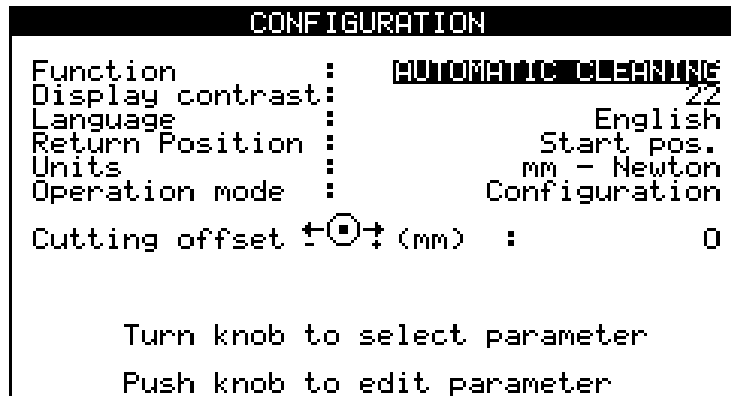 CONFIGURATION
Function : AUTOMATIC CLEANING
Display contrast: 22
Language : English
Return Position : Start pos.
Units : mm - Newton
Operation mode : Configuration
Cutting offset - + (mm) : 0
Turn knob to select parameter
Push knob to edit parameter